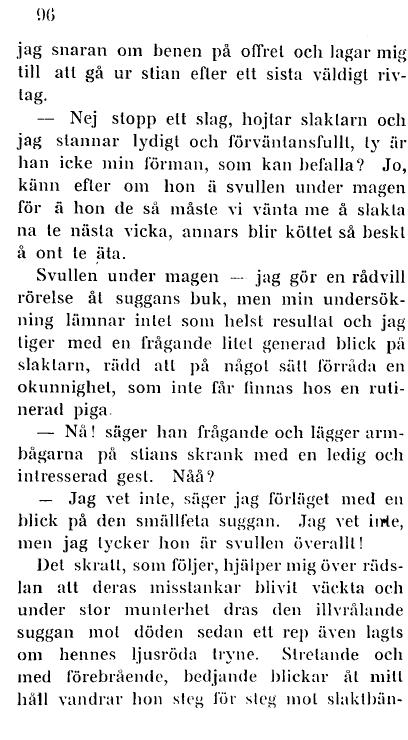 96
jag snaran om benen på offret och lagar mig
till att gå ur stian efter ett sista väldigt riv-
tag.
— Nej stopp ett slag, hojtar slaktarn och
jag stannar lydigt och förväntansfullt, ty är
han icke min förman, som kan befalla? Jo,
känn efter om hon ä svullen under magen
för ä hon de så måste vi vänta me å slakta
na te nästa vicka, annars blir köttet så beskt
å ont te äta.
Svullen under magen — jag gör en rådvill
rörelse åt suggans buk, men min undersök-
ning lämnar intet som helst resultat och jag
tiger med en frågande litet generad blick på
slaktarn, rädd att på något sätt förråda en
okunnighet, som inte får finnas hos en ruti-
nerad piga.
— Nå! säger han frågande och lägger arm-
bågarna på stians skrank med en ledig och
intresserad gest. Nåå?
— Jag vet inte, säger jag förläget med en
blick på den smällfeta suggan. Jag vet inte,
men jag tycker hon är svullen överallt!
Det skratt, som följer, hjälper mig över räds-
lan att deras misstankar blivit väckta och
under stor munterhet dras den illvrålande
suggan mot döden sedan ett rep även lagts
om hennes ljusröda tryne. Stretande och
med förebrående, bedjande blickar åt mitt
håll vandrar hon steg för steg mot slaktbän-